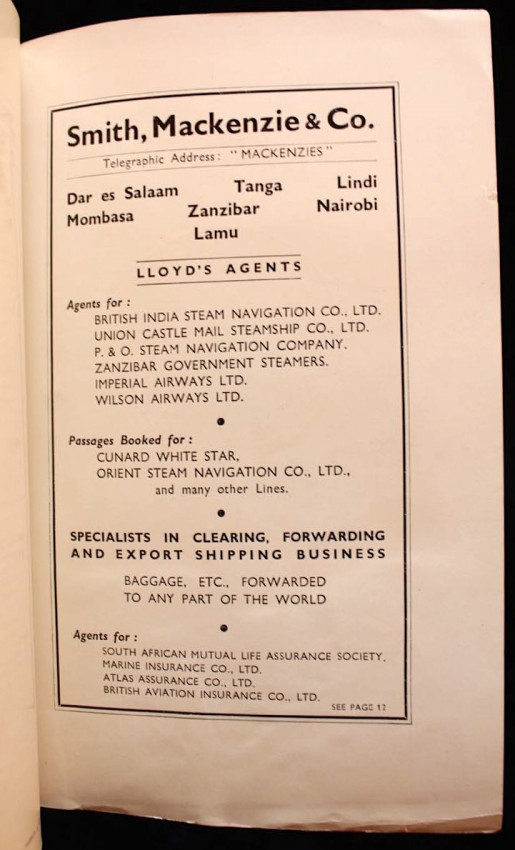 Smith, Mackenzie & Co.
Telegraphic Address: "MACKENZIES"
Dar es Salaam Tanga Lindi
Mombasa Zanzibar Nairobi
Lamu
LLOYD'S AGENTS
Agents for:
BRITISH INDIA STEAM NAVIGATION CO., LTD.
UNION CASTLE MAIL STEAMSHIP CO., LTD.
P. & O. STEAM NAVIGATION COMPANY.
ZANZIBAR GOVERNMENT STEAMERS.
IMPERIAL AIRWAYS LTD.
WILSON AIRWAYS LTD.
Passages Booked for:
CUNARD WHITE STAR,
ORIENT STEAM NAVIGATION CO., LTD.,
and many other Lines.
SPECIALISTS IN CLEARING, FORWARDING
AND EXPORT SHIPPING BUSINESS
BAGGAGE, ETC., FORWARDED
TO ANY PART OF THE WORLD
Agents for:
SOUTH AFRICAN MUTUAL LIFE ASSURANCE SOCIETY.
MARINE INSURANCE CO., LTD.
ATLAS ASSURANCE CO., LTD.
BRITISH AVIATION INSURANCE CO., LTD.
SEE PAGE 12